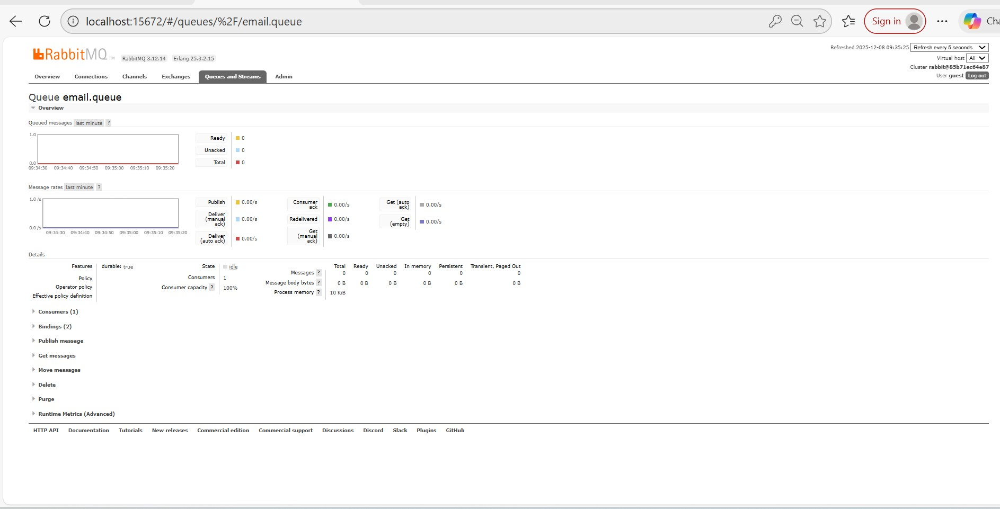 localhost:15672/#/queues/%2F/email.queue
Sign in
RabbitMQ TM
RabbitMQ 3.12.14 Erlang 25.3.2.15
Refreshed 2025-12-08 09:35:25 Refresh every 5 seconds
Virtual host All
Cluster rabbit@85b71ec64e87
User guest Log out
Overview Connections Channels Exchanges Queues and Streams Admin
Queue email.queue
Overview
Queued messages last minute ?
1.0
0.0
09:34:30 09:34:40 09:34:50 09:35:00 09:35:10 09:35:20
Ready 0
Unacked 0
Total 0
Message rates last minute ?
1.0 /s
0.0 /s
09:34:30 09:34:40 09:34:50 09:35:00 09:35:10 09:35:20
Publish 0.00/s
Deliver (manual ack) 0.00/s
Deliver (auto ack) 0.00/s
Consumer ack 0.00/s
Redelivered 0.00/s
Get (manual ack) 0.00/s
Get (auto ack) 0.00/s
Get (empty) 0.00/s
Details
Features durable: true
Policy
Operator policy
Effective policy definition
State idle
Consumers 1
Consumer capacity ? 100%
Total Ready Unacked In memory Persistent Transient, Paged Out
Messages ? 0 0 0 0 0 0
Message body bytes ? 0 B 0 B 0 B 0 B 0 B 0 B
Process memory ? 10 KiB
Consumers (1)
Bindings (2)
Publish message
Get messages
Move messages
Delete
Purge
Runtime Metrics (Advanced)
HTTP API Documentation Tutorials New releases Commercial edition Commercial support Discussions Discord Slack Plugins GitHub